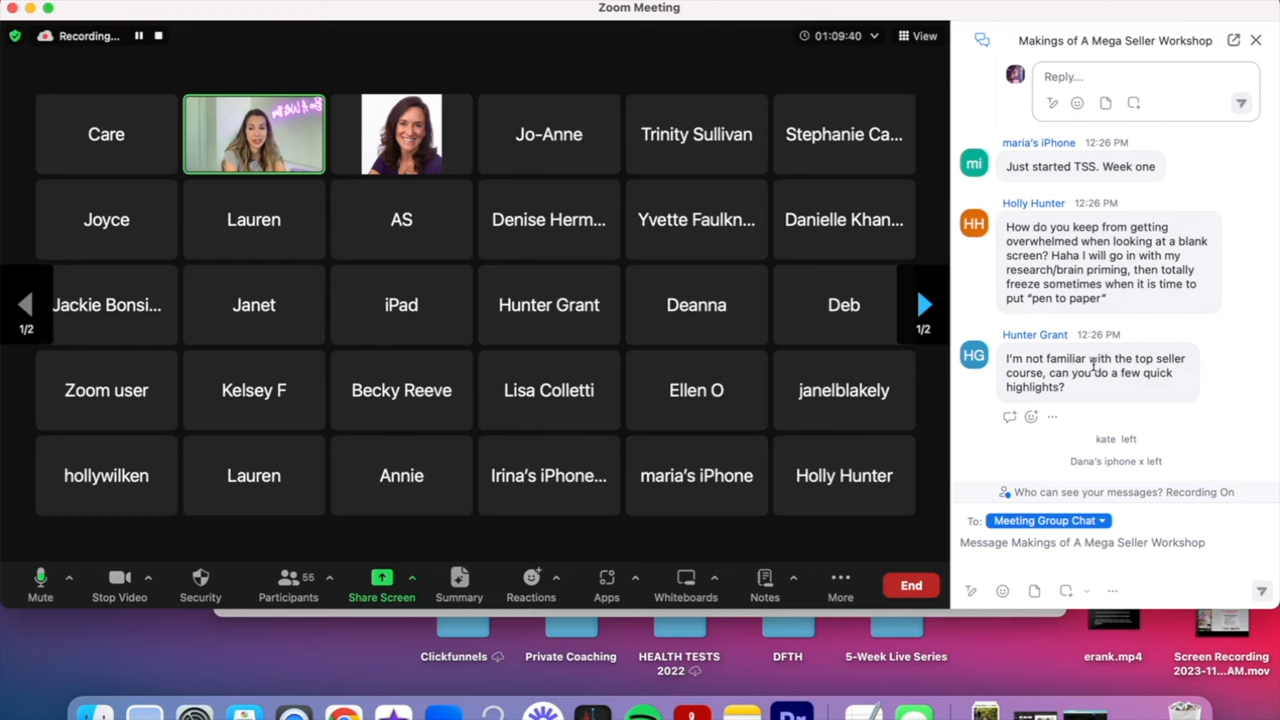 Zoom Meeting
Recording...
01:09:40
View
Makings of A Mega Seller Workshop
Care
Jo-Anne
Trinity Sullivan
Stephanie Ca...
Joyce
Lauren
AS
Denise Herm...
Yvette Faulkn...
Danielle Khan...
Jackie Bonsi...
Janet
iPad
Hunter Grant
Deanna
Deb
1/2
1/2
Zoom user
Kelsey F
Becky Reeve
Lisa Colletti
Ellen O
janelblakely
hollywilken
Lauren
Annie
Irina's iPhone...
maria's iPhone
Holly Hunter
Mute
Stop Video
Security
55
Participants
Share Screen
Summary
Reactions
Apps
Whiteboards
Notes
More
End
Reply...
maria's iPhone 12:26 PM
mi
Just started TSS. Week one
Holly Hunter 12:26 PM
HH
How do you keep from getting
overwhelmed when looking at a blank
screen? Haha I will go in with my
research/brain priming, then totally
freeze sometimes when it is time to
put “pen to paper”
Hunter Grant 12:26 PM
HG
I'm not familiar with the top seller
course, can you do a few quick
highlights?
kate left
Dana's iphone x left
Who can see your messages? Recording On
To: Meeting Group Chat
Message Makings of A Mega Seller Workshop
Clickfunnels
Private Coaching
HEALTH TESTS
2022
DFTH
5-Week Live Series
erank.mp4
Screen Recording
2023-11...AM.mov